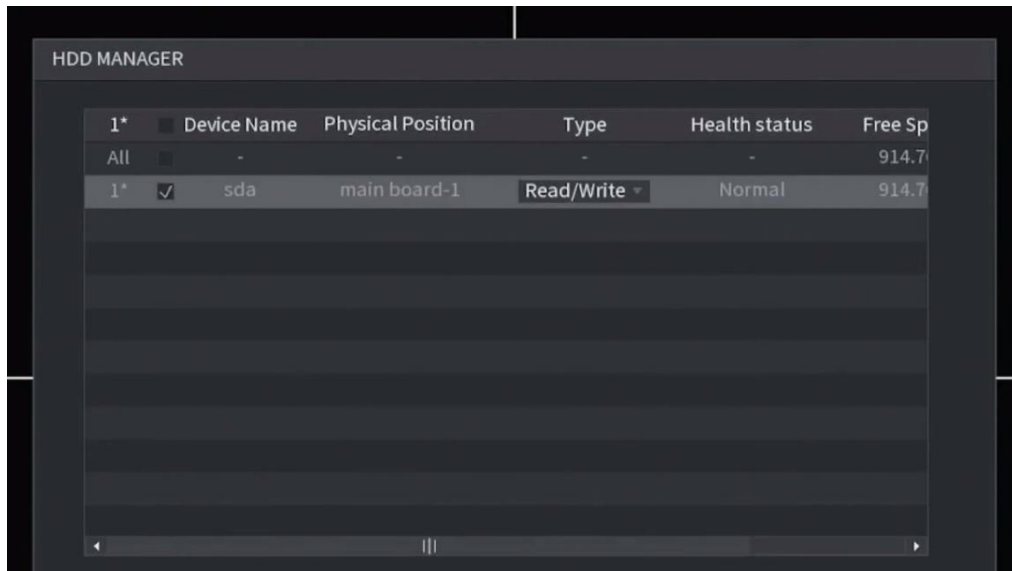 HDD MANAGER
1* Device Name Physical Position Type Health status Free Sp
All - - - - 914.7
1* sda main board-1 Read/Write Normal 914.7